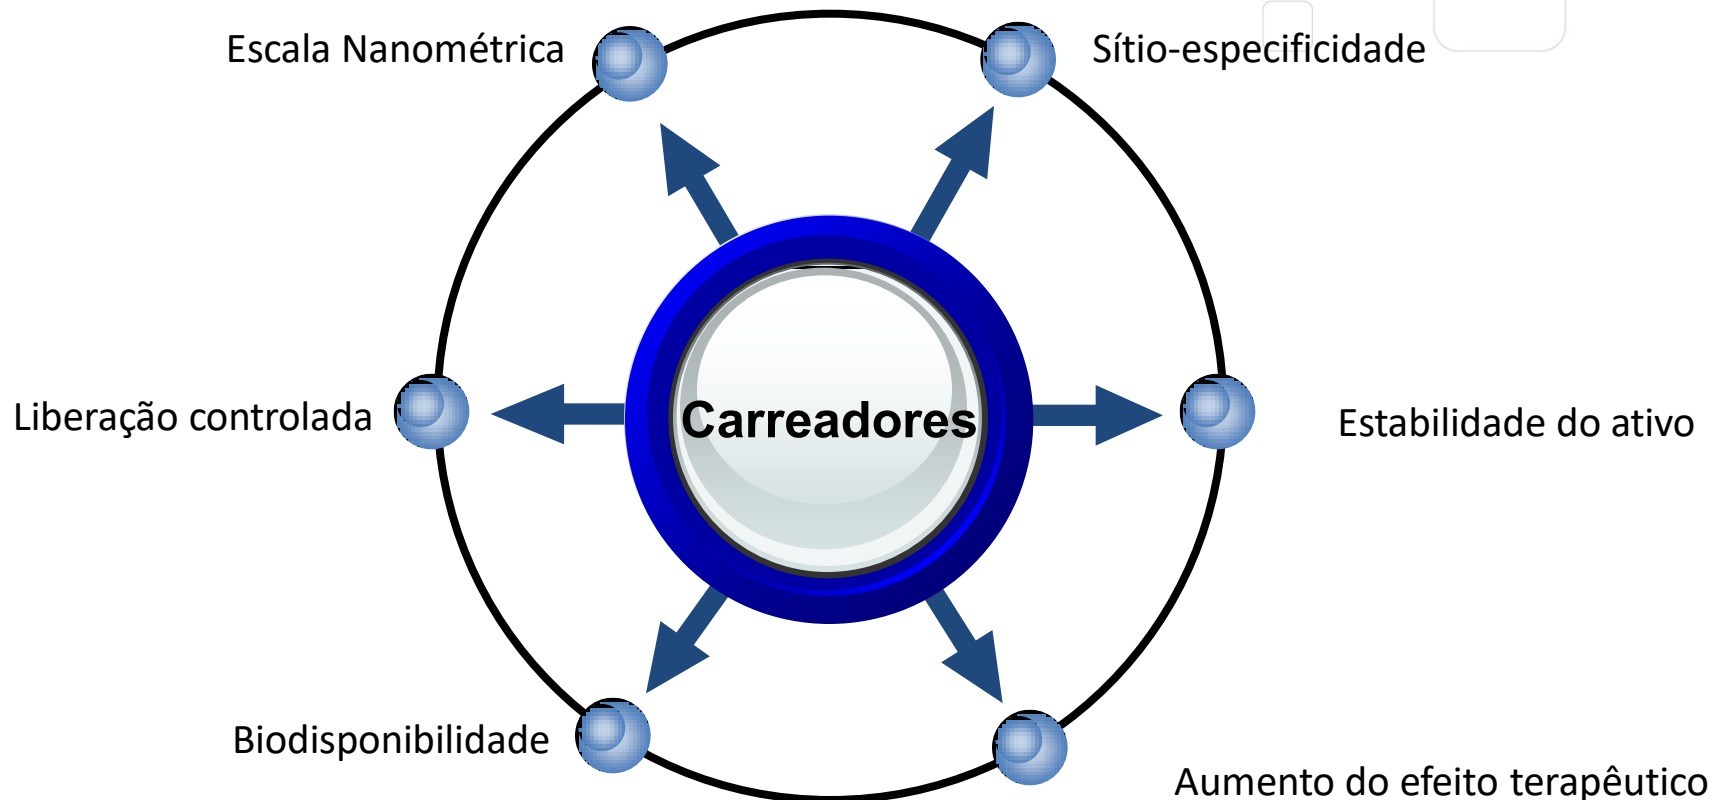 Escala Nanométrica
Sítio-especificidade
Liberação controlada
Carreadores
Estabilidade do ativo
Biodisponibilidade
Aumento do efeito terapêutico